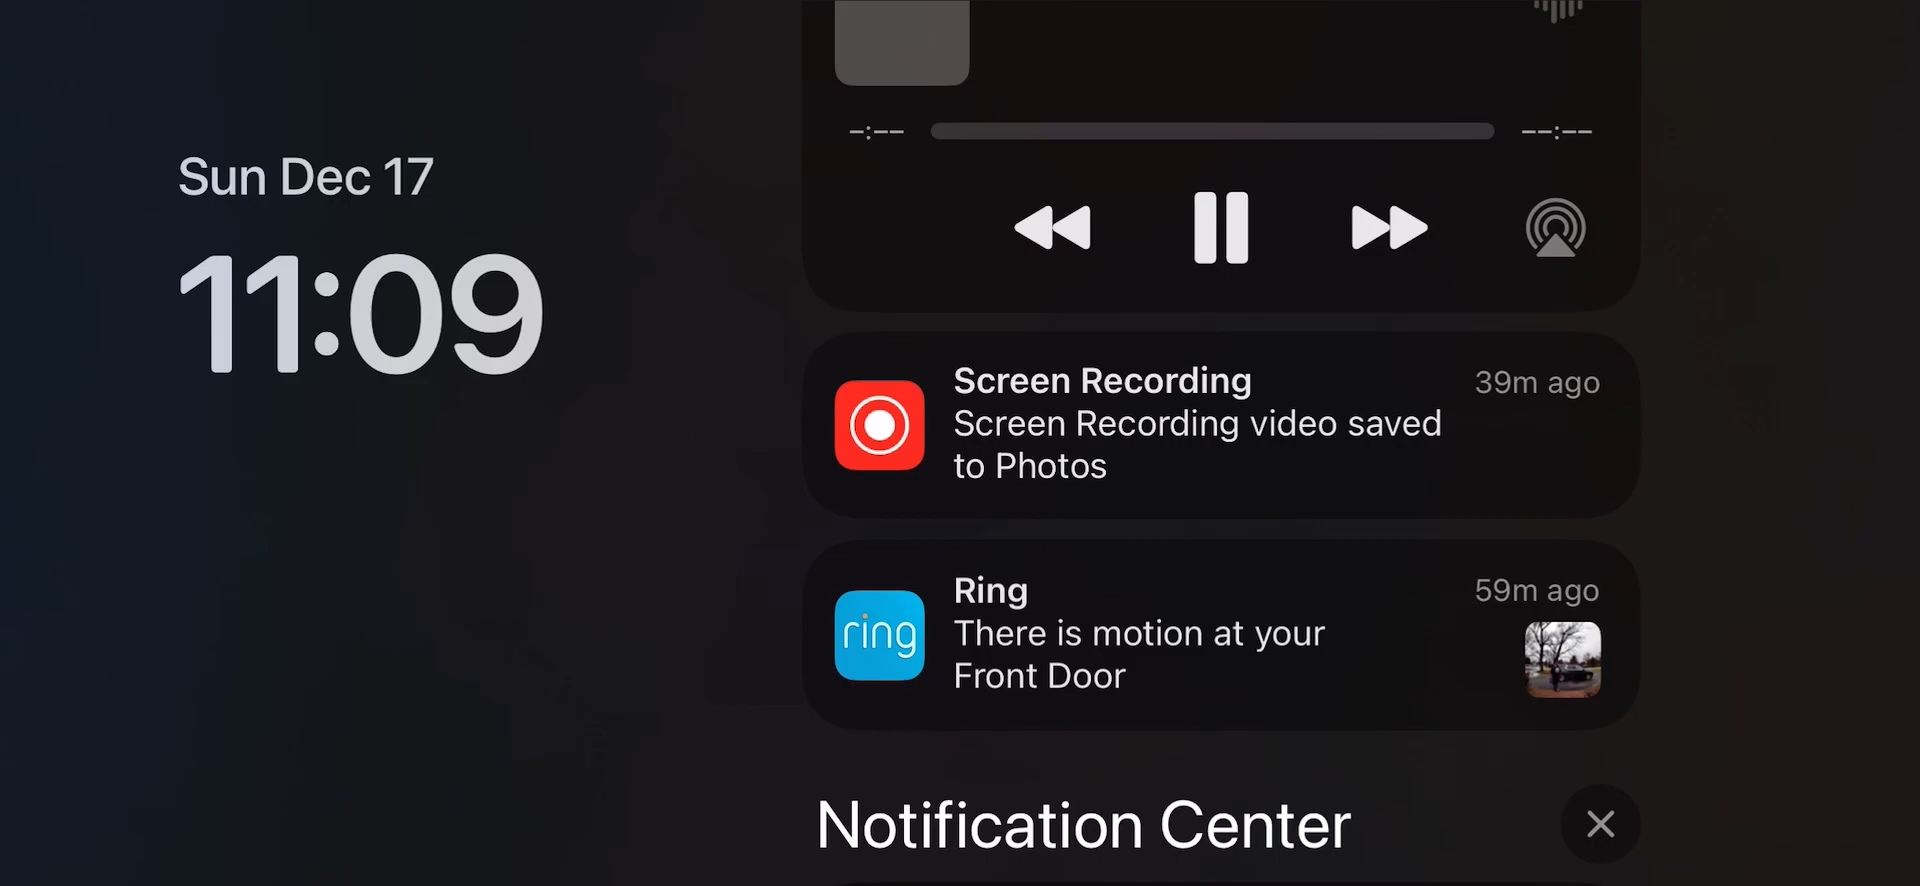 Sun Dec 17
11:09
-:-- --:--
Screen Recording 39m ago
Screen Recording video saved
to Photos
ring
Ring 59m ago
There is motion at your
Front Door
Notification Center